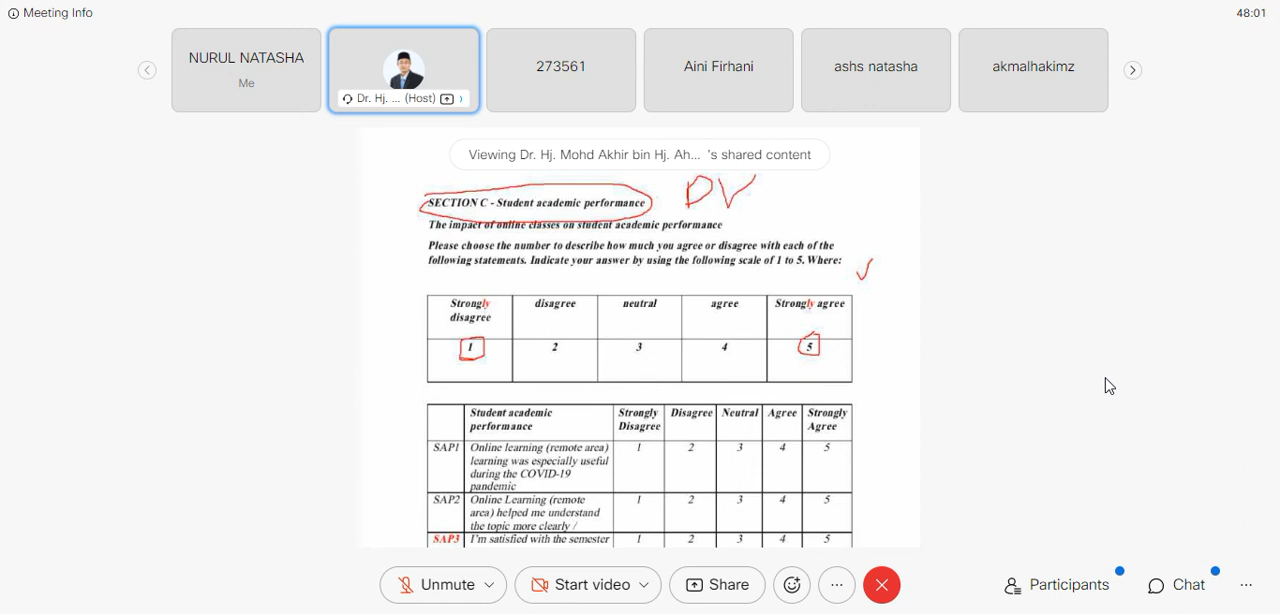 Meeting Info
48:01
NURUL NATASHA
Me
Dr. Hj. ... (Host)
273561
Aini Firhani
ashs natasha
akmalhakimz
Viewing Dr. Hj. Mohd Akhir bin Hj. Ah... 's shared content
DV
SECTION C - Student academic performance
The impact of online classes on student academic performance
Please choose the number to describe how much you agree or disagree with each of the
following statements. Indicate your answer by using the following scale of 1 to 5. Where:
Strongly disagree neutral agree Strongly agree
disagree
1 2 3 4 5
Student academic Strongly Disagree Neutral Agree Strongly
performance Disagree Agree
SAP1 Online learning (remote area) 1 2 3 4 5
learning was especially useful
during the COVID-19
pandemic
SAP2 Online Learning (remote 1 2 3 4 5
area) helped me understand
the topic more clearly /
SAP3 I'm satisfied with the semester 1 2 3 4 5
Unmute
Start video
Share
...
Participants
Chat
...